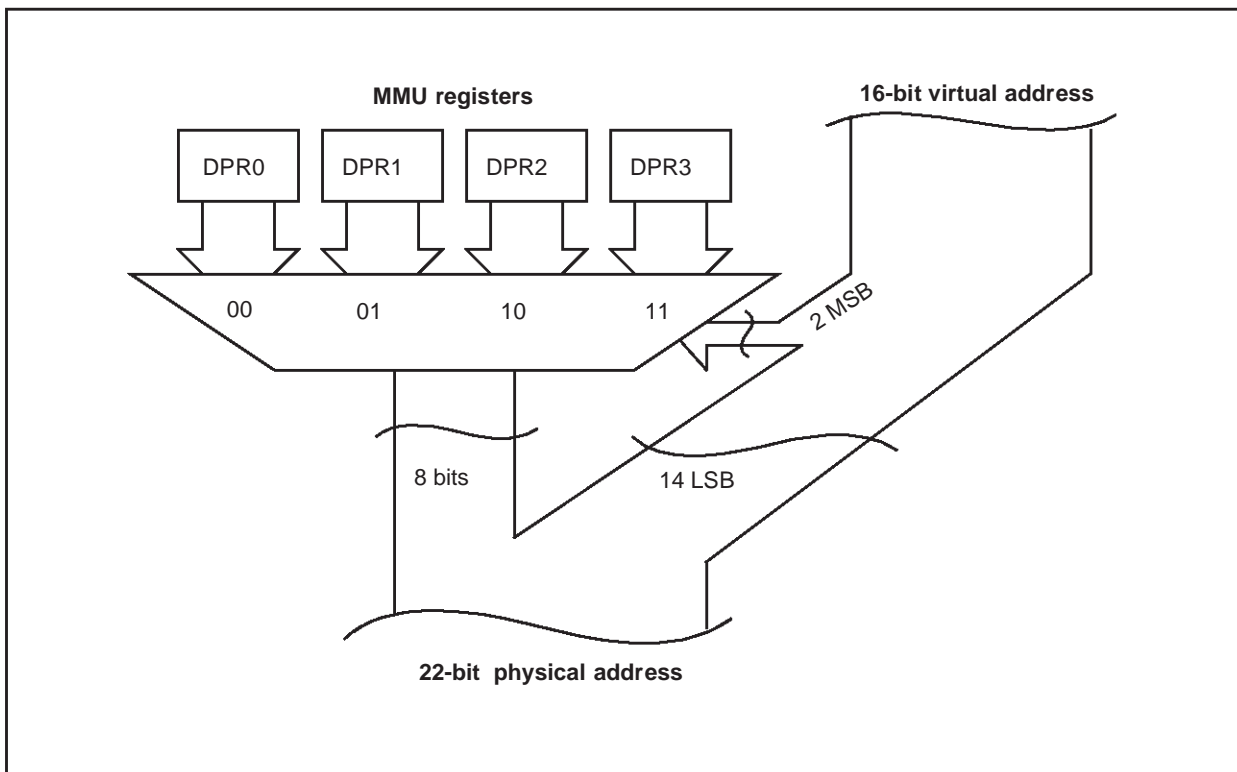 MMU registers
16-bit virtual address
DPR0 DPR1 DPR2 DPR3
00 01 10 11
2 MSB
8 bits
14 LSB
22-bit physical address